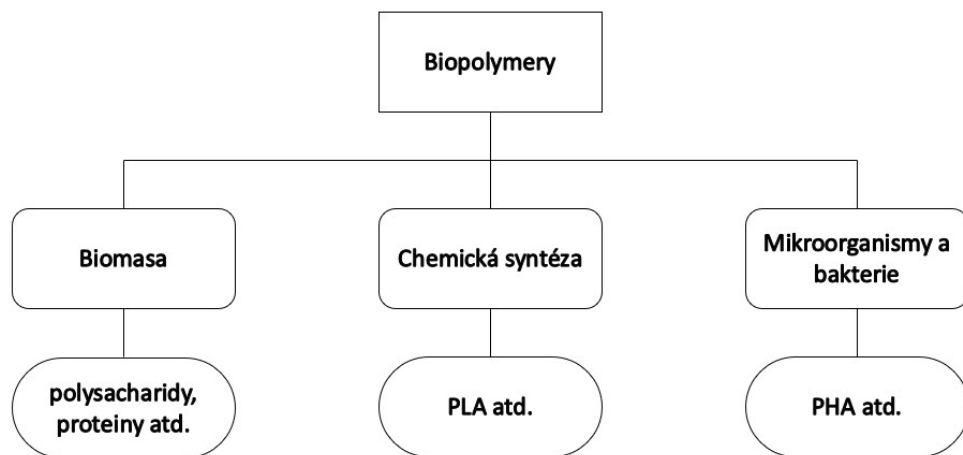 Biopolymery
Biomasa
Chemická syntéza
Mikroorganismy a
bakterie
polysacharidy,
proteiny atd.
PLA atd.
PHA atd.